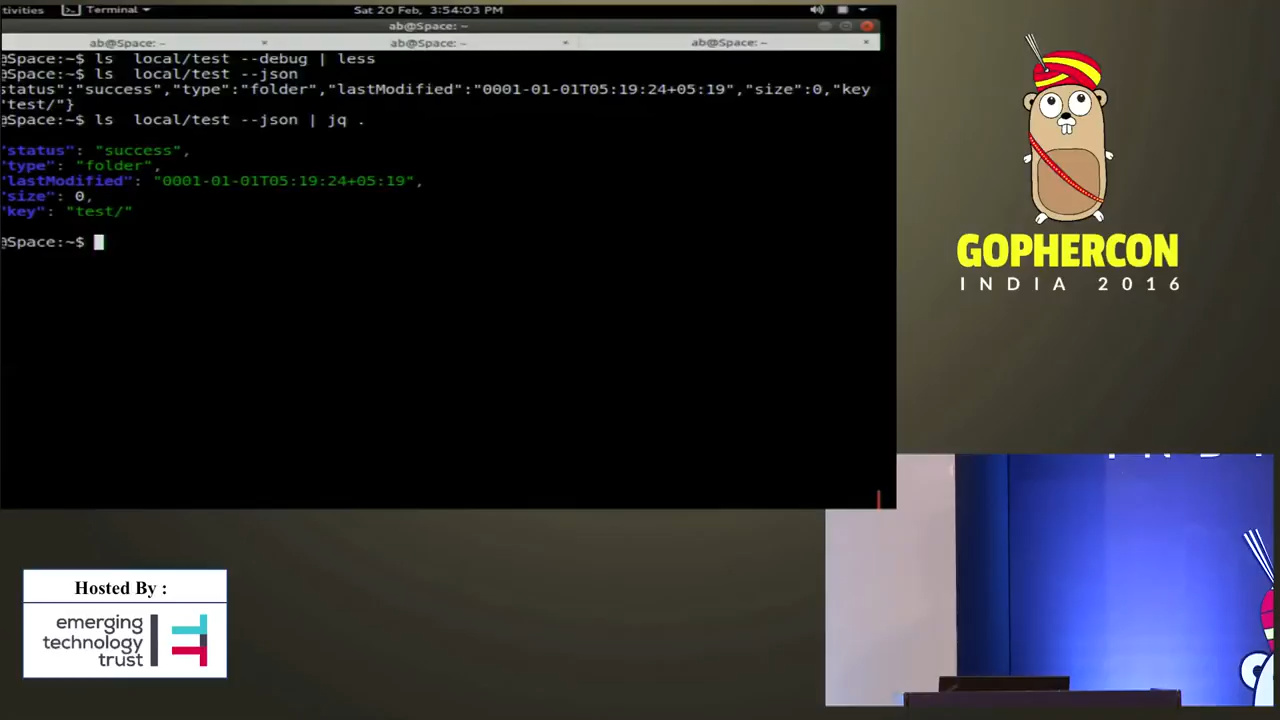 tivities Terminal Sat 20 Feb, 3:54:03 PM
ab@Space: ~
ab@Space: ~ × ab@Space: ~ × ab@Space: ~ ×
@Space:~$ ls local/test --debug | less
@Space:~$ ls local/test --json
status":"success","type":"folder","lastModified":"0001-01-01T05:19:24+05:19","size":0,"key
"test/"}
@Space:~$ ls local/test --json | jq .
"status": "success",
"type": "folder",
"lastModified": "0001-01-01T05:19:24+05:19",
"size": 0,
"key": "test/"
@Space:~$
GOPHERCON
INDIA 2016
Hosted By :
emerging
technology
trust